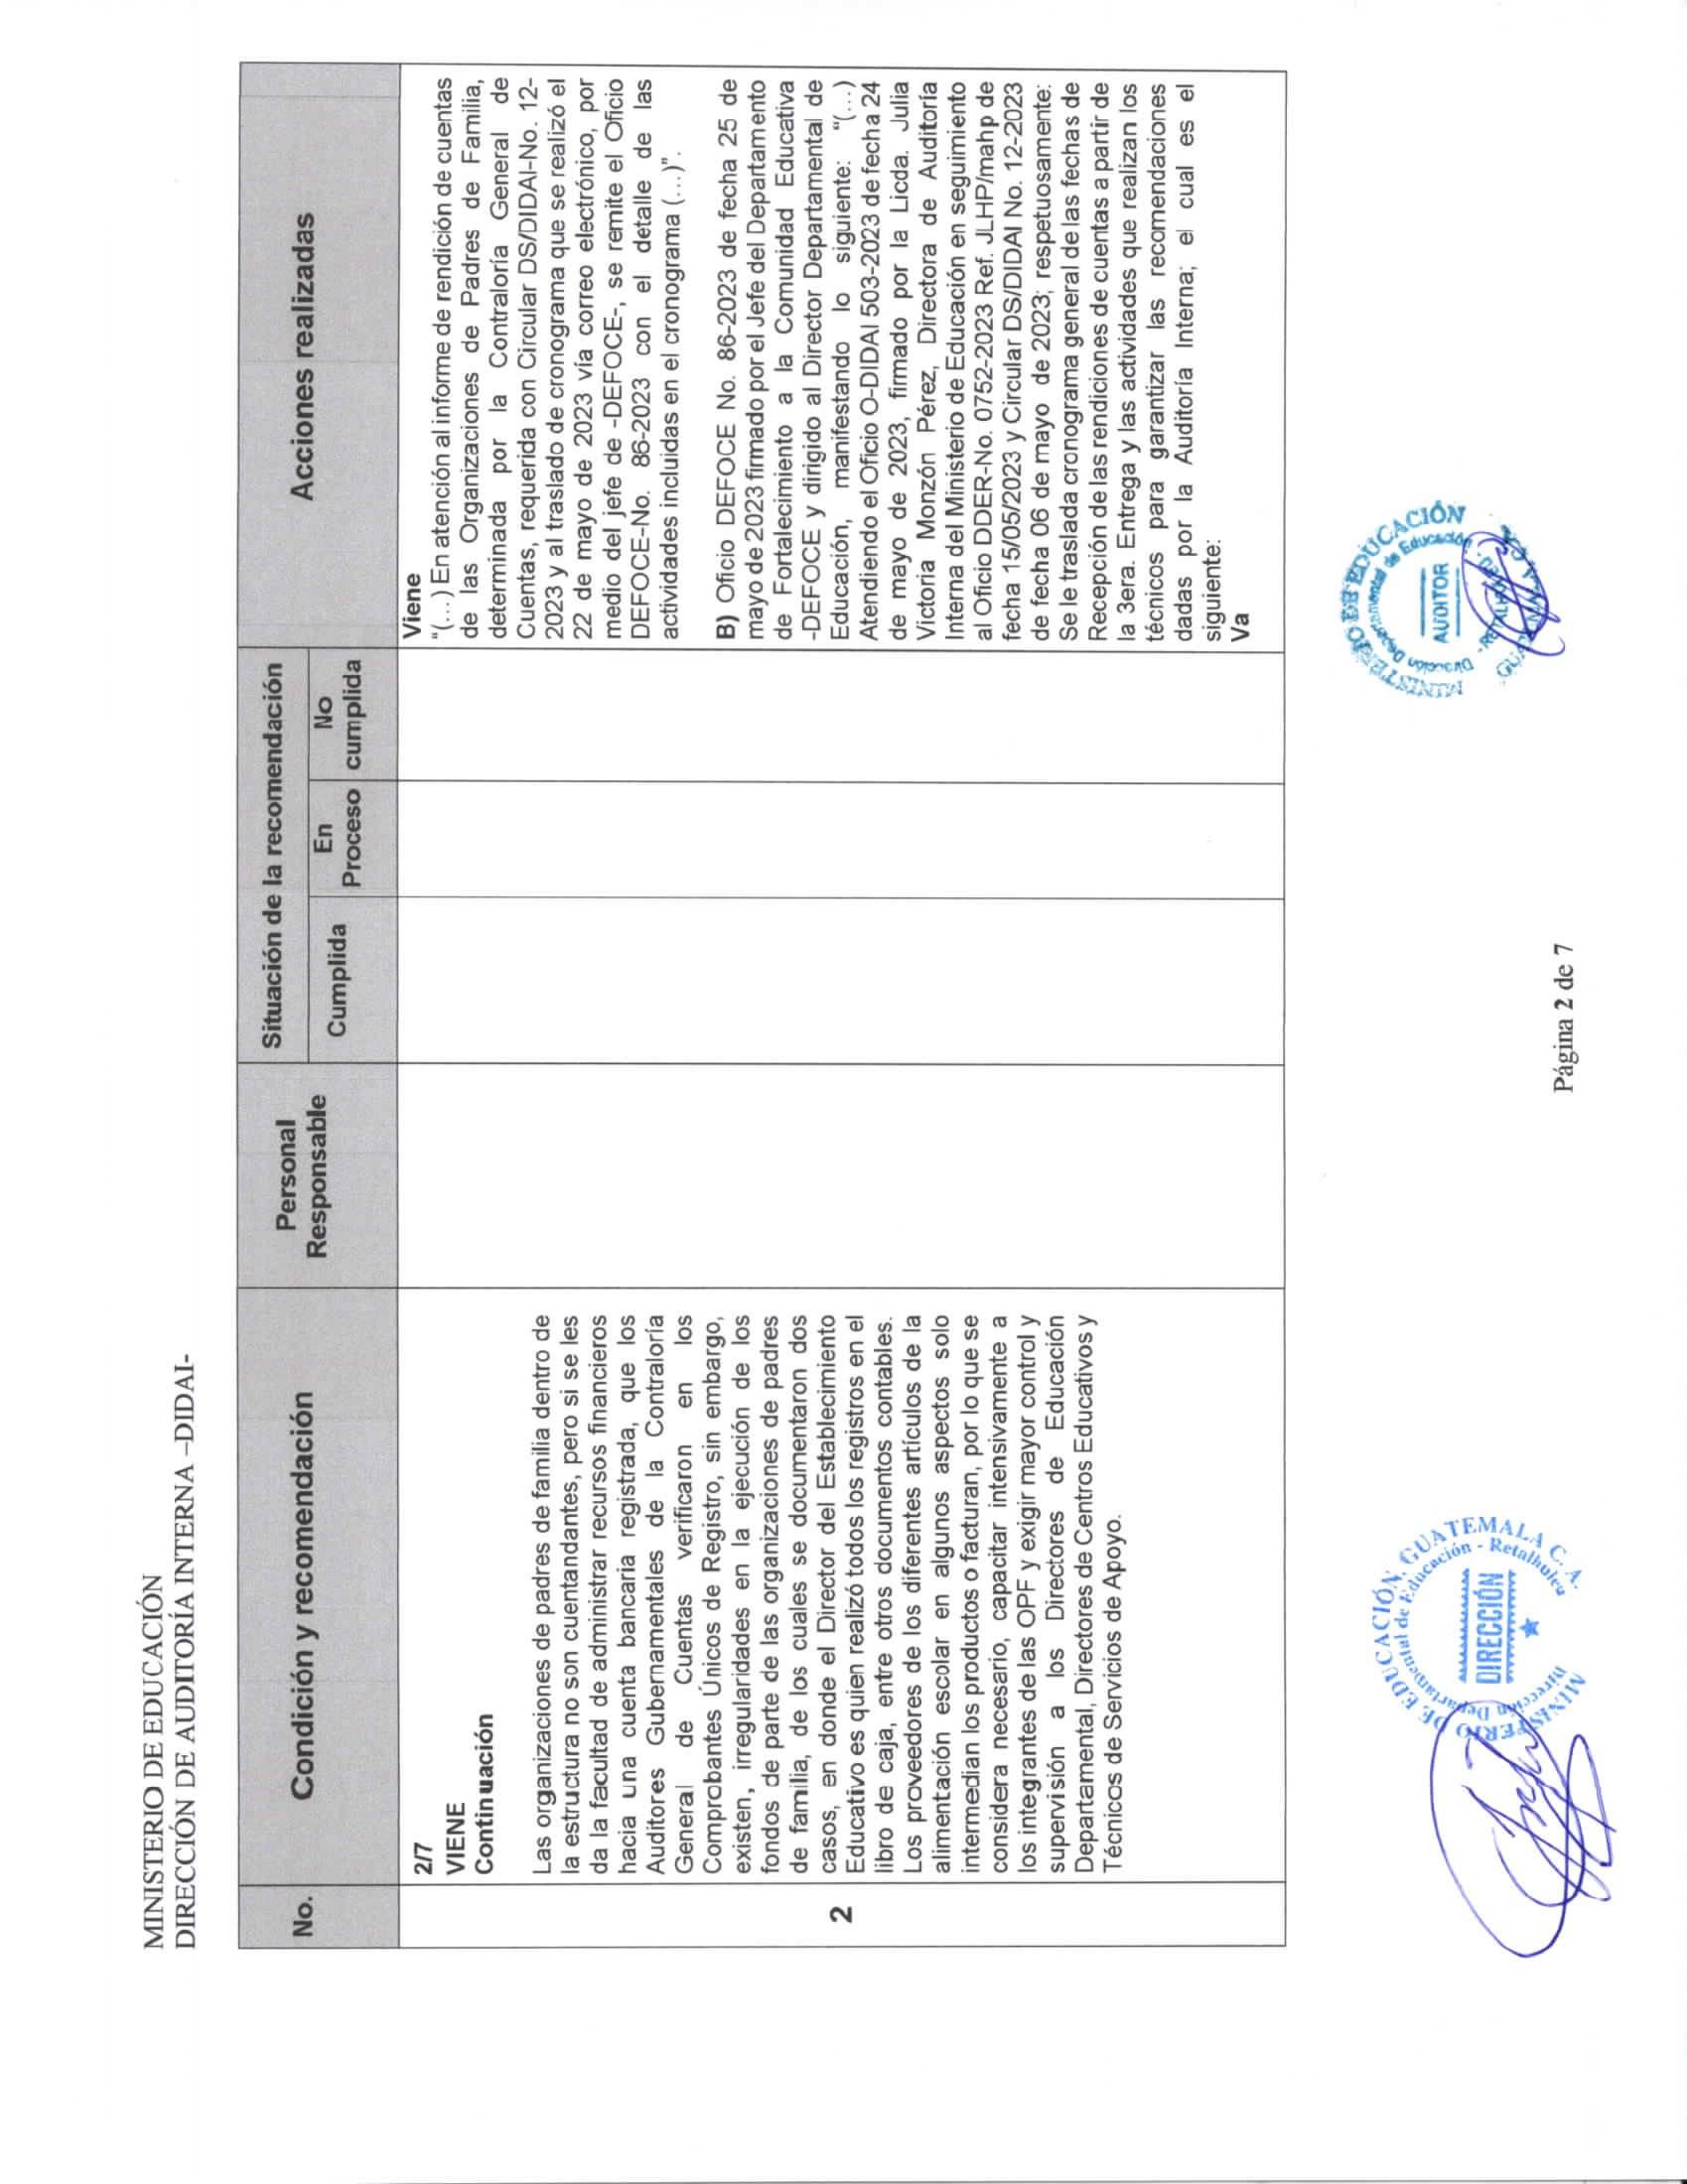 MINISTERIO DE EDUCACIÓN
DIRECCIÓN DE AUDITORÍA INTERNA –DIDAI-
No.
Condición y recomendación
Personal
Responsable
Situación de la recomendación
Cumplida
En
Proceso
No
cumplida
Acciones realizadas
2
2/7
VIENE
Continuación
Las organizaciones de padres de familia dentro de
la estructura no son cuentandantes, pero si se les
da la facultad de administrar recursos financieros
hacia una cuenta bancaria registrada, que los
Auditores Gubernamentales de la Contraloría
General de Cuentas verificaron en los
Comprobantes Únicos de Registro, sin embargo,
existen, irregularidades en la ejecución de los
fondos de parte de las organizaciones de padres
de familia, de los cuales se documentaron dos
casos, en donde el Director del Establecimiento
Educativo es quien realizó todos los registros en el
libro de caja, entre otros documentos contables.
Los proveedores de los diferentes artículos de la
alimentación escolar en algunos aspectos solo
intermedian los productos o facturan, por lo que se
considera necesario, capacitar intensivamente a
los integrantes de las OPF y exigir mayor control y
supervisión a los Directores de Educación
Departamental, Directores de Centros Educativos y
Técnicos de Servicios de Apoyo.
Viene
“(...) En atención al informe de rendición de cuentas
de las Organizaciones de Padres de Familia,
determinada por la Contraloría General de
Cuentas, requerida con Circular DS/DIDAI-No. 12-
2023 y al traslado de cronograma que se realizó el
22 de mayo de 2023 vía correo electrónico, por
medio del jefe de -DEFOCE-, se remite el Oficio
DEFOCE-No. 86-2023 con el detalle de las
actividades incluidas en el cronograma (...)”.
B) Oficio DEFOCE No. 86-2023 de fecha 25 de
mayo de 2023 firmado por el Jefe del Departamento
de Fortalecimiento a la Comunidad Educativa
-DEFOCE y dirigido al Director Departamental de
Educación, manifestando lo siguiente: “(...)
Atendiendo el Oficio O-DIDAI 503-2023 de fecha 24
de mayo de 2023, firmado por la Licda. Julia
Victoria Monzón Pérez, Directora de Auditoría
Interna del Ministerio de Educación en seguimiento
al Oficio DDER-No. 0752-2023 Ref. JLHP/mahp de
fecha 15/05/2023 y Circular DS/DIDAI No. 12-2023
de fecha 06 de mayo de 2023; respetuosamente:
Se le traslada cronograma general de las fechas de
Recepción de las rendiciones de cuentas a partir de
la 3era. Entrega y las actividades que realizan los
técnicos para garantizar las recomendaciones
dadas por la Auditoría Interna; el cual es el
siguiente:
Va
MINISTERIO DE EDUCACIÓN, GUATEMALA C. A.
Dirección Departamental de Educación - Retalhuleu
DIRECCIÓN
MINISTERIO DE EDUCACIÓN
Dirección Departamental de Educación
AUDITOR
Página 2 de 7